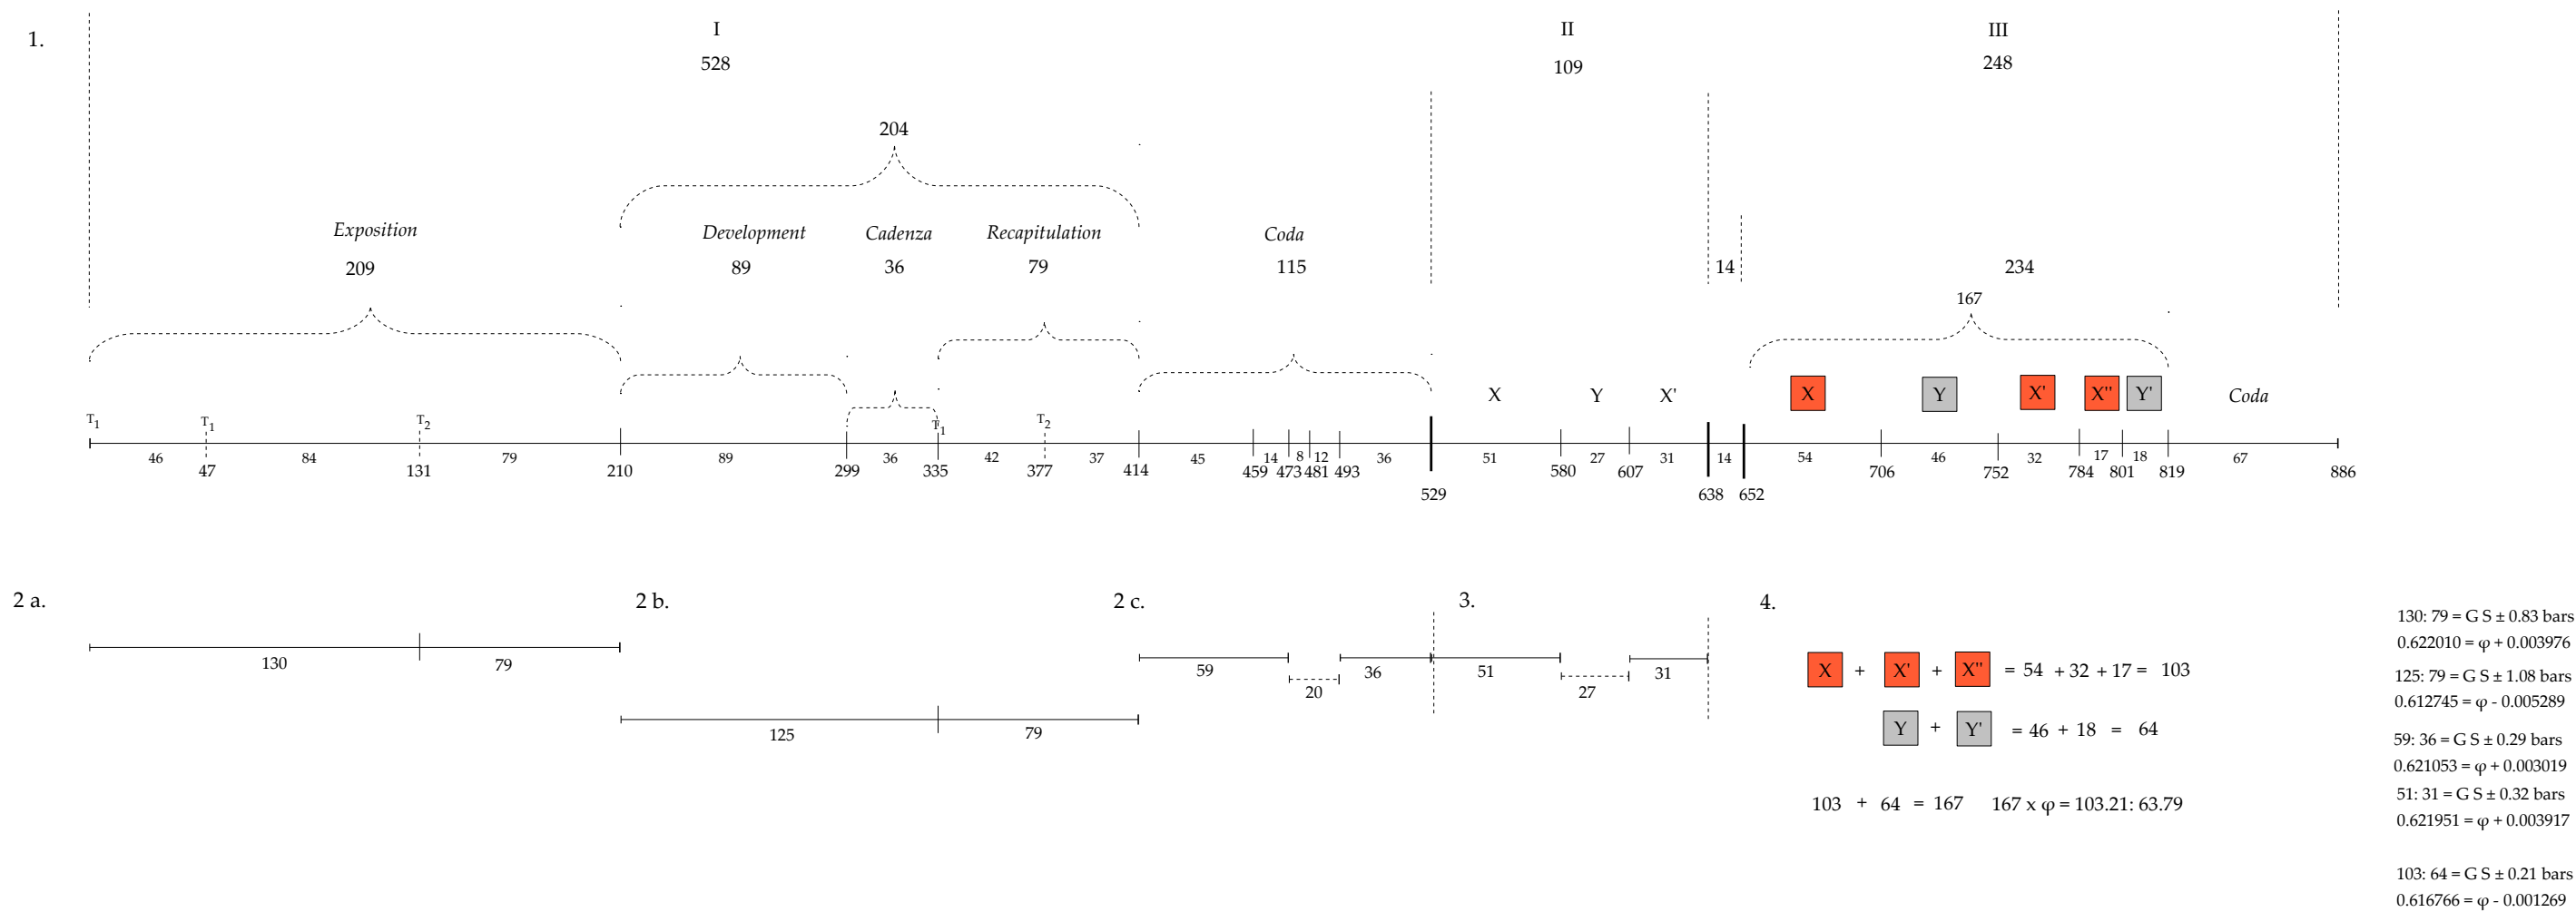 1.
I
II
III
528
109
248
204
Exposition
Development
Cadenza
Recapitulation
Coda
209
89
36
79
115
14
234
167
X
Y
X'
X
Y
X'
X"
Y'
Coda
T1
T1
T2
T1
T2
46
84
79
89
36
42
37
45
14
8
12
36
51
27
31
14
54
46
32
17
18
67
47
131
210
299
335
377
414
459
473
481
493
580
607
706
752
784
801
819
886
529
638
652
2 a.
2 b.
2 c.
3.
4.
130
79
125
79
59
20
36
51
27
31
X + X' + X" = 54 + 32 + 17 = 103
Y + Y' = 46 + 18 = 64
103 + 64 = 167 167 x φ = 103.21: 63.79
130: 79 = G S ± 0.83 bars
0.622010 = φ + 0.003976
125: 79 = G S ± 1.08 bars
0.612745 = φ - 0.005289
59: 36 = G S ± 0.29 bars
0.621053 = φ + 0.003019
51: 31 = G S ± 0.32 bars
0.621951 = φ + 0.003917
103: 64 = G S ± 0.21 bars
0.616766 = φ - 0.001269